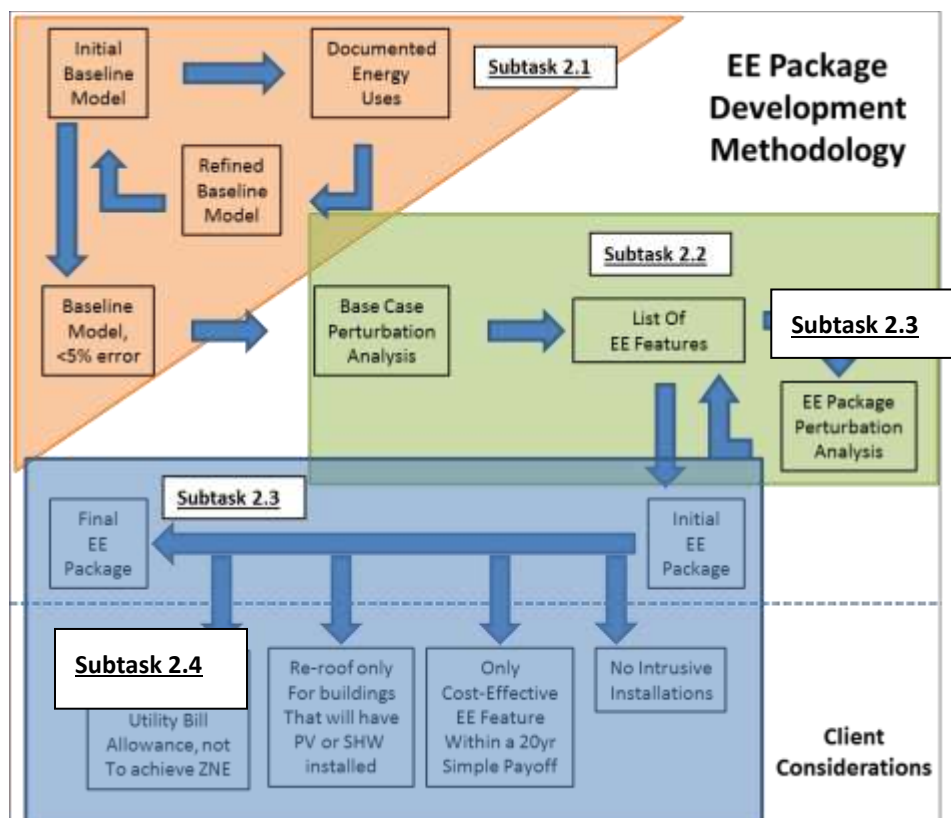 Initial
Baseline
Model
Documented
Energy
Uses
Subtask 2.1
EE Package
Development
Methodology
Refined
Baseline
Model
Subtask 2.2
Baseline
Model,
<5% error
Base Case
Perturbation
Analysis
List Of
EE Features
Subtask 2.3
EE Package
Perturbation
Analysis
Subtask 2.3
Final
EE
Package
Initial
EE
Package
Subtask 2.4
Utility Bill
Allowance, not
To achieve ZNE
Re-roof only
For buildings
That will have
PV or SHW
installed
Only
Cost-Effective
EE Feature
Within a 20yr
Simple Payoff
No Intrusive
Installations
Client
Considerations